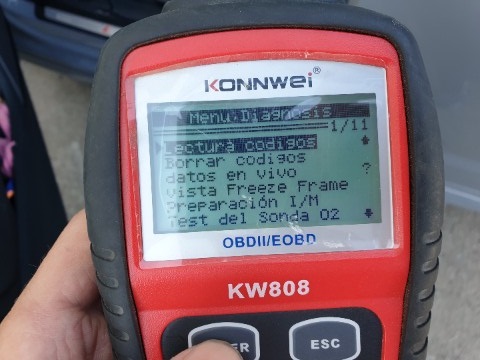 KONNWEI®
Menu Diagnosis
1/11
Lectura codigos
Borrar codigos
datos en vivo
?
Vista Freeze Frame
Preparación I/M
Test del Sonda O2
OBDII/EOBD
KW808
ESC